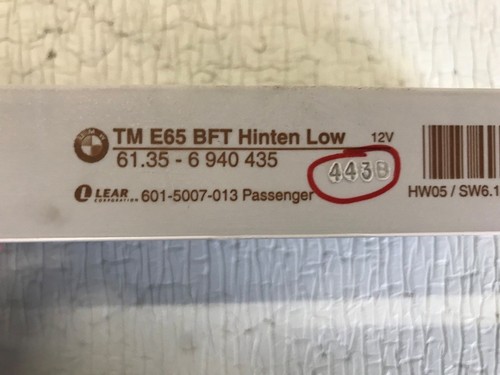 TM E65 BFT Hinten Low 12V
61.35 - 6 940 435
443B
LEAR CORPORATION 601-5007-013 Passenger
HW05 / SW6.1